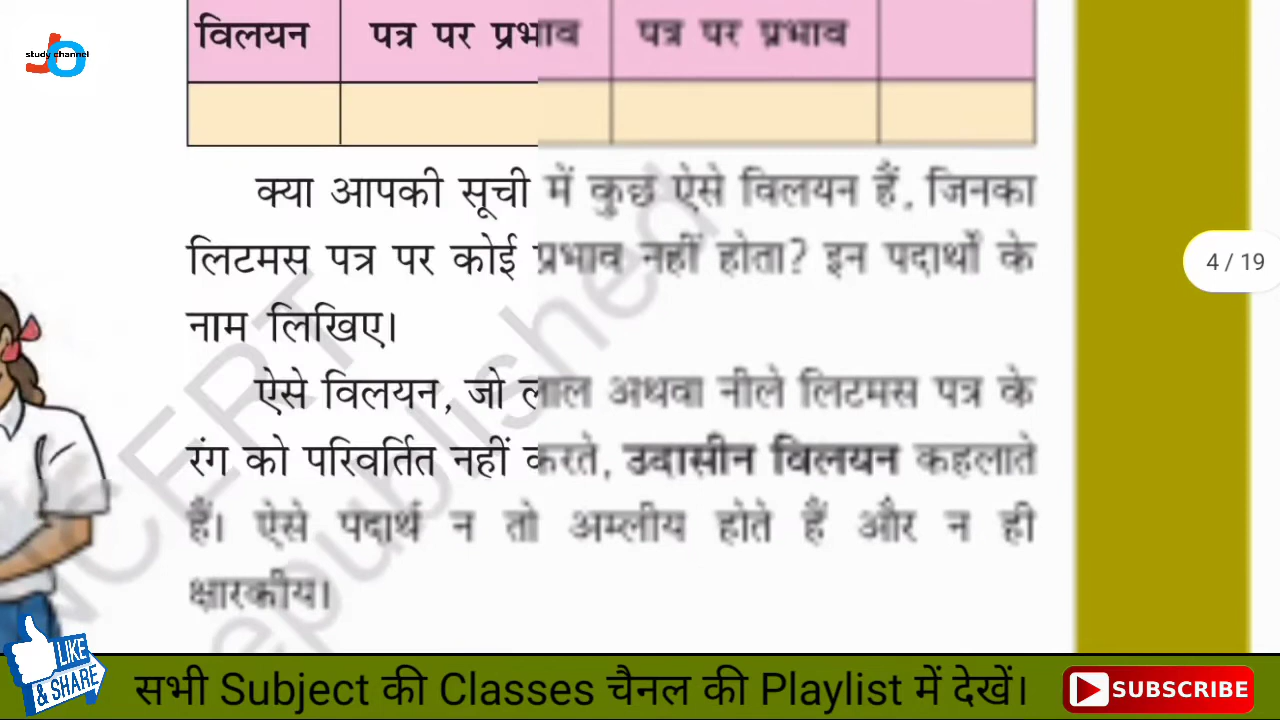 study channel
विलयन पत्र पर प्रभाव पत्र पर प्रभाव
क्या आपकी सूची में कुछ ऐसे विलयन हैं, जिनका
लिटमस पत्र पर कोई प्रभाव नहीं होता? इन पदार्थों के
नाम लिखिए।
ऐसे विलयन, जो लाल अथवा नीले लिटमस पत्र के
रंग को परिवर्तित नहीं करते, उदासीन विलयन कहलाते
हैं। ऐसे पदार्थ न तो अम्लीय होते हैं और न ही
क्षारकीय।
4 / 19
NCERT
republished
LIKE
& SHARE
सभी Subject की Classes चैनल की Playlist में देखें।
SUBSCRIBE